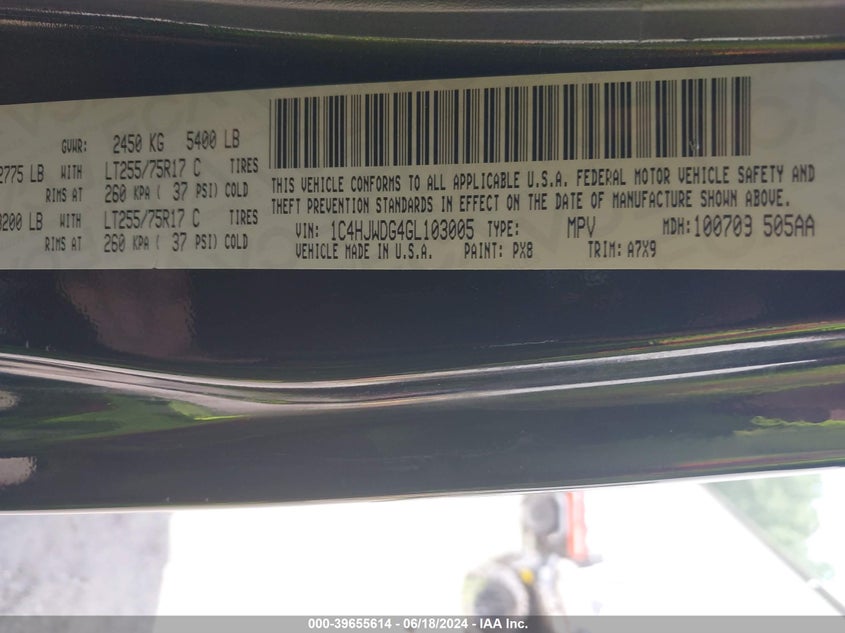 GVWR: 2450 KG 5400 LB
2775 LB WITH LT255/75R17 C TIRES
RIMS AT 260 KPA ( 37 PSI) COLD
3200 LB WITH LT255/75R17 C TIRES
RIMS AT 260 KPA ( 37 PSI) COLD
THIS VEHICLE CONFORMS TO ALL APPLICABLE U.S.A. FEDERAL MOTOR VEHICLE SAFETY AND
THEFT PREVENTION STANDARDS IN EFFECT ON THE DATE OF MANUFACTURE SHOWN ABOVE.
VIN: 1C4HJWDG4GL103005 TYPE: MPV MDH: 100703 505AA
VEHICLE MADE IN U.S.A. PAINT: PX8 TRIM: A7X9
000-39655614 - 06/18/2024 - IAA Inc.